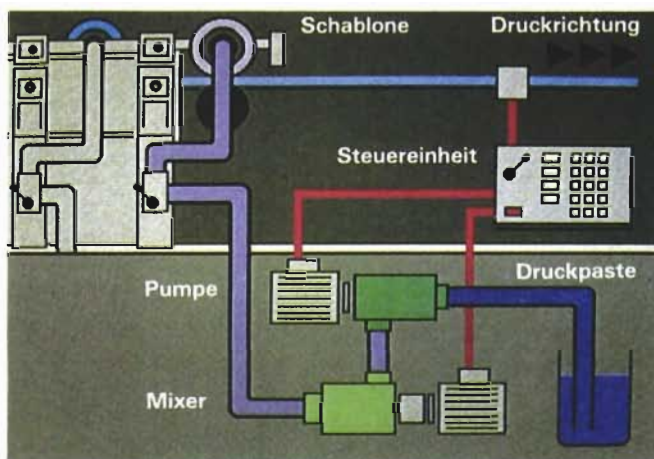 Schablone
Druckrichtung
Steuereinheit
Pumpe
Druckpaste
Mixer